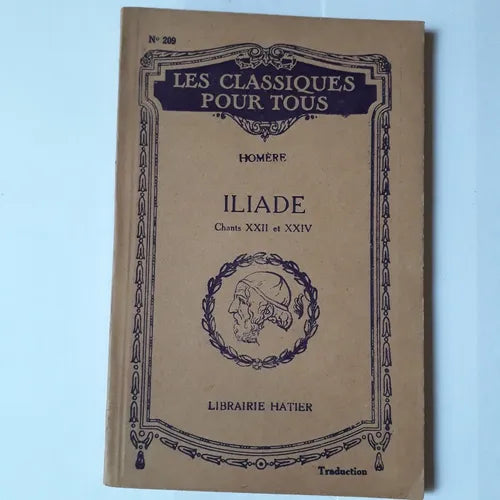 N° 209
LES CLASSIQUES
POUR TOUS
HOMÈRE
ILIADE
Chants XXII et XXIV
LIBRAIRIE HATIER
Traduction